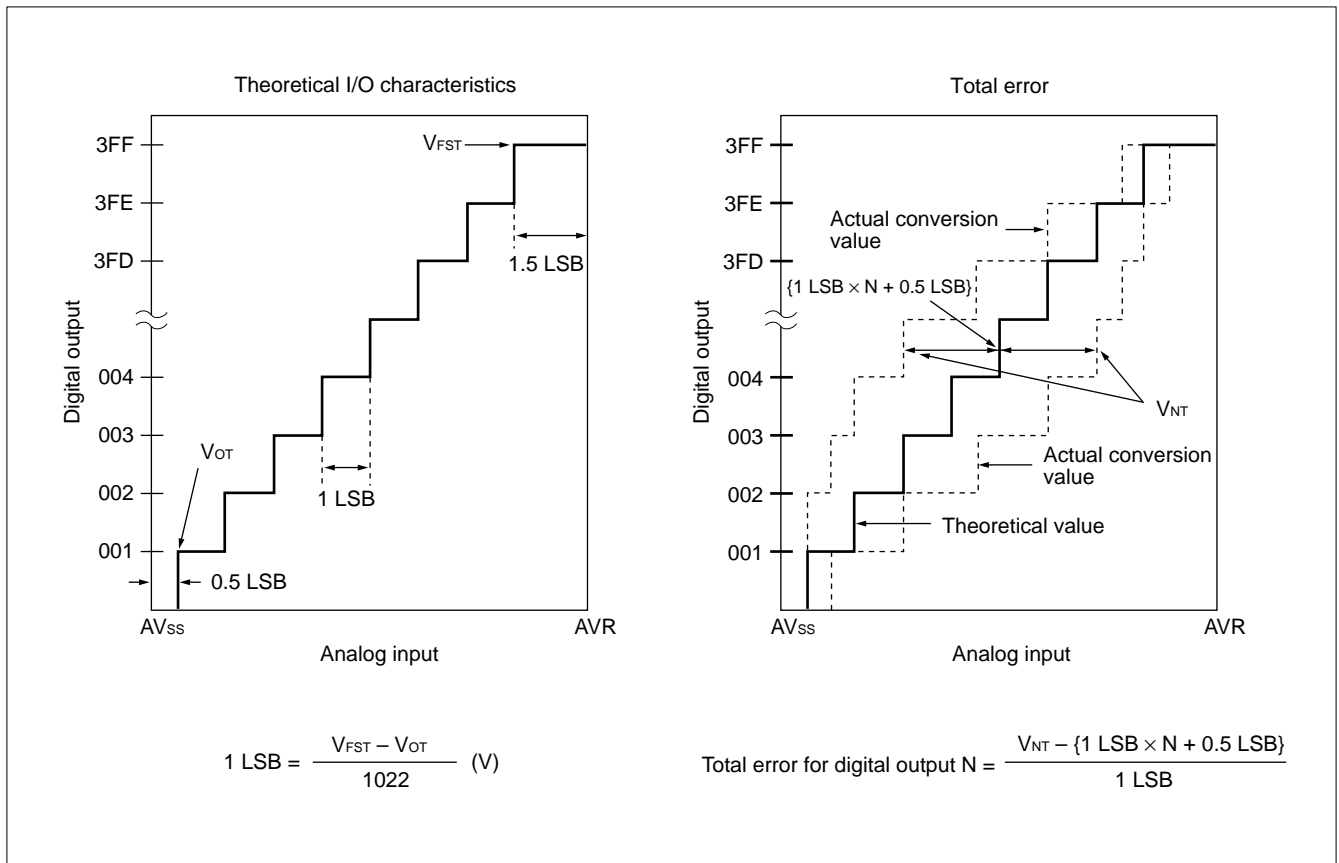 Theoretical I/O characteristics
3FF
3FE
3FD
004
003
002
001
Digital output
VFST
1.5 LSB
VOT
1 LSB
0.5 LSB
AVSS
AVR
Analog input
1 LSB = VFST – VOT / 1022 (V)
Total error
3FF
3FE
3FD
004
003
002
001
Digital output
Actual conversion
value
{1 LSB × N + 0.5 LSB}
VNT
Actual conversion
value
Theoretical value
AVSS
AVR
Analog input
Total error for digital output N = VNT – {1 LSB × N + 0.5 LSB} / 1 LSB